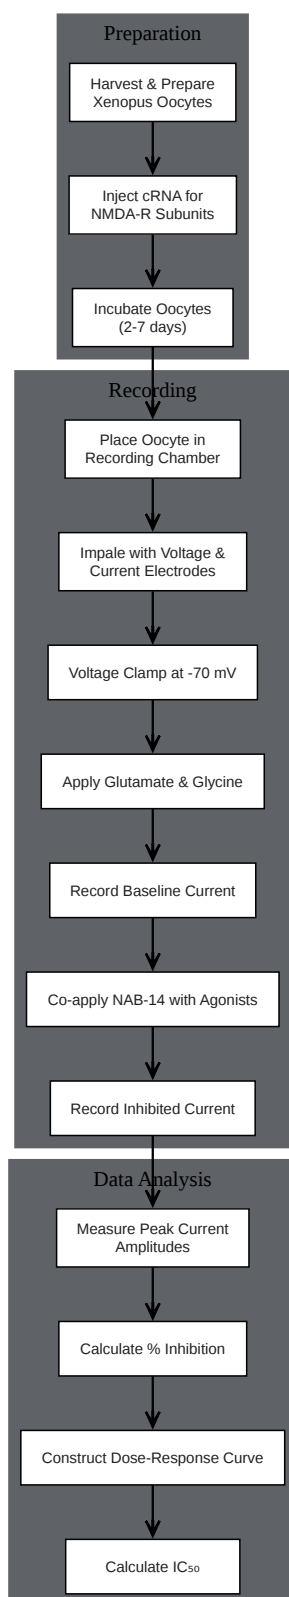 Preparation
Harvest & Prepare
Xenopus Oocytes
Inject cRNA for
NMDA-R Subunits
Incubate Oocytes
(2-7 days)
Recording
Place Oocyte in
Recording Chamber
Impale with Voltage &
Current Electrodes
Voltage Clamp at -70 mV
Apply Glutamate & Glycine
Record Baseline Current
Co-apply NAB-14 with Agonists
Record Inhibited Current
Data Analysis
Measure Peak Current
Amplitudes
Calculate % Inhibition
Construct Dose-Response Curve
Calculate IC₅₀